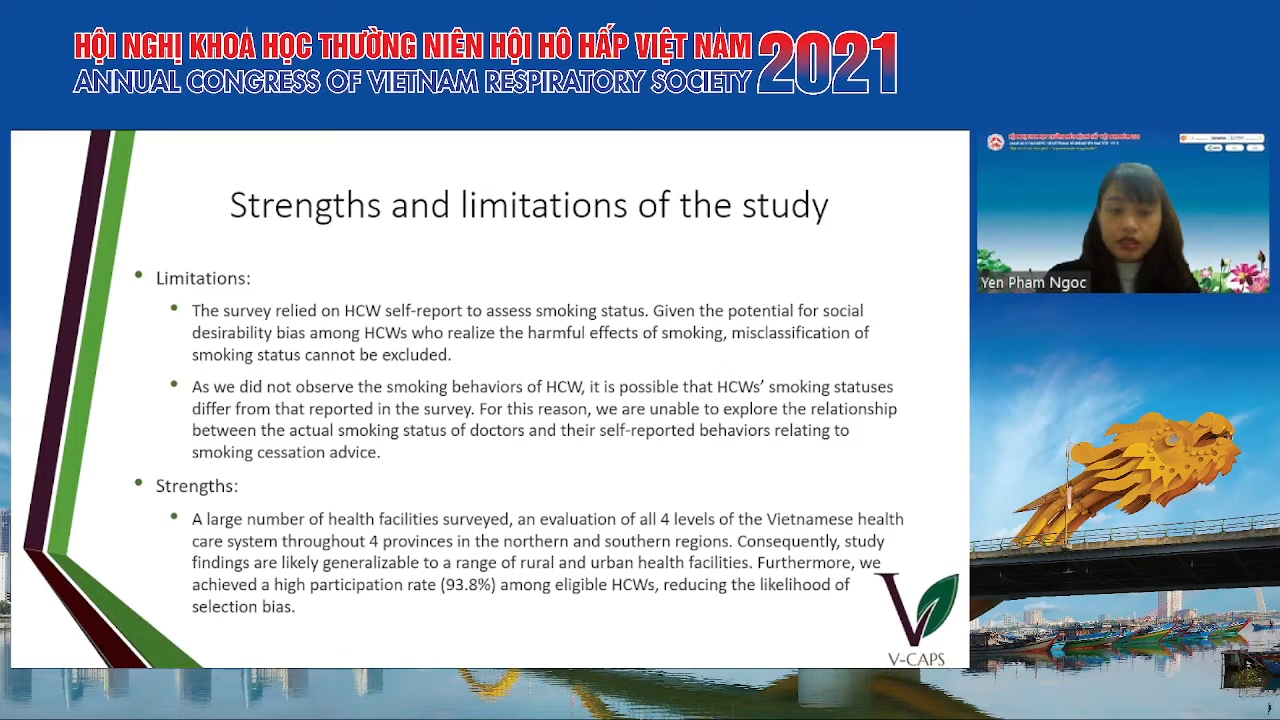 HỘI NGHỊ KHOA HỌC THƯỜNG NIÊN HỘI HÔ HẤP VIỆT NAM 2021
ANNUAL CONGRESS OF VIETNAM RESPIRATORY SOCIETY
Strengths and limitations of the study
• Limitations:
• The survey relied on HCW self-report to assess smoking status. Given the potential for social
desirability bias among HCWs who realize the harmful effects of smoking, misclassification of
smoking status cannot be excluded.
• As we did not observe the smoking behaviors of HCW, it is possible that HCWs’ smoking statuses
differ from that reported in the survey. For this reason, we are unable to explore the relationship
between the actual smoking status of doctors and their self-reported behaviors relating to
smoking cessation advice.
• Strengths:
• A large number of health facilities surveyed, an evaluation of all 4 levels of the Vietnamese health
care system throughout 4 provinces in the northern and southern regions. Consequently, study
findings are likely generalizable to a range of rural and urban health facilities. Furthermore, we
achieved a high participation rate (93.8%) among eligible HCWs, reducing the likelihood of
selection bias.
V-CAPS
Yen Pham Ngoc